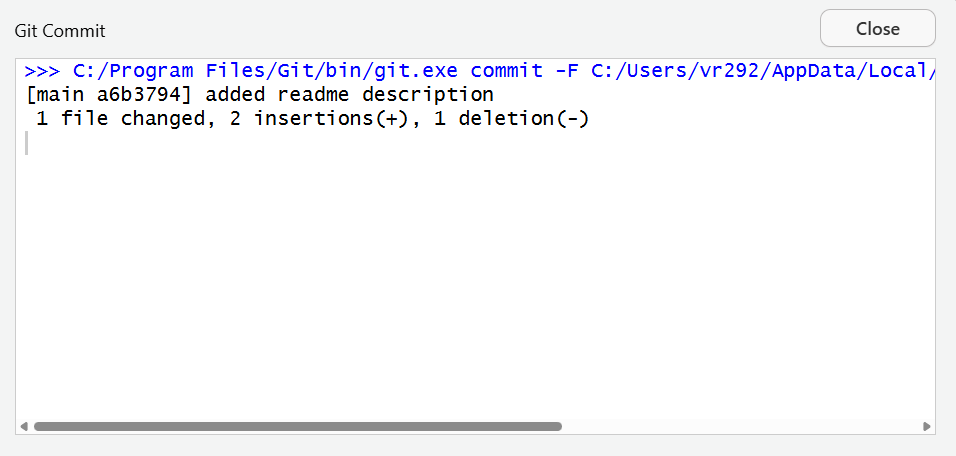 Git Commit
Close
>>> C:/Program Files/Git/bin/git.exe commit -F C:/Users/vr292/AppData/Local/
[main a6b3794] added readme description
 1 file changed, 2 insertions(+), 1 deletion(-)